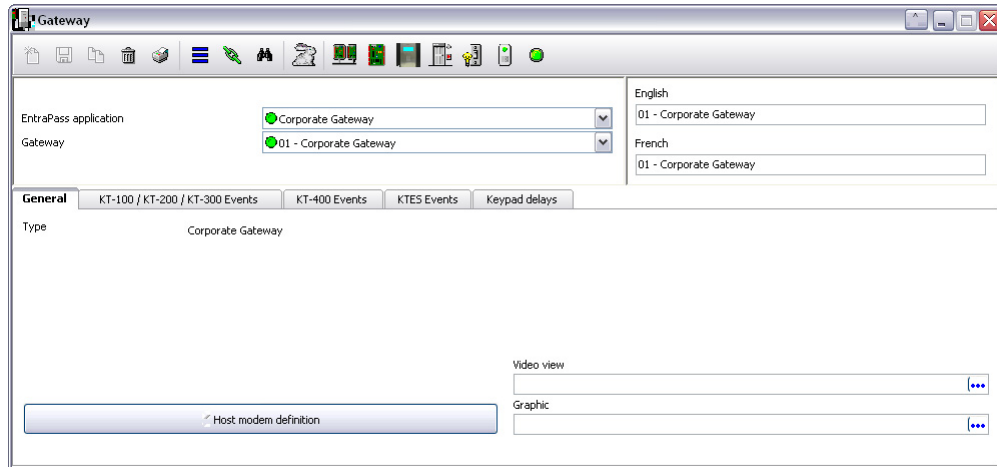 Gateway
EntraPass application
Corporate Gateway
Gateway
01 - Corporate Gateway
English
01 - Corporate Gateway
French
01 - Corporate Gateway
General KT-100 / KT-200 / KT-300 Events KT-400 Events KTES Events Keypad delays
Type Corporate Gateway
Video view
Graphic
Host modem definition